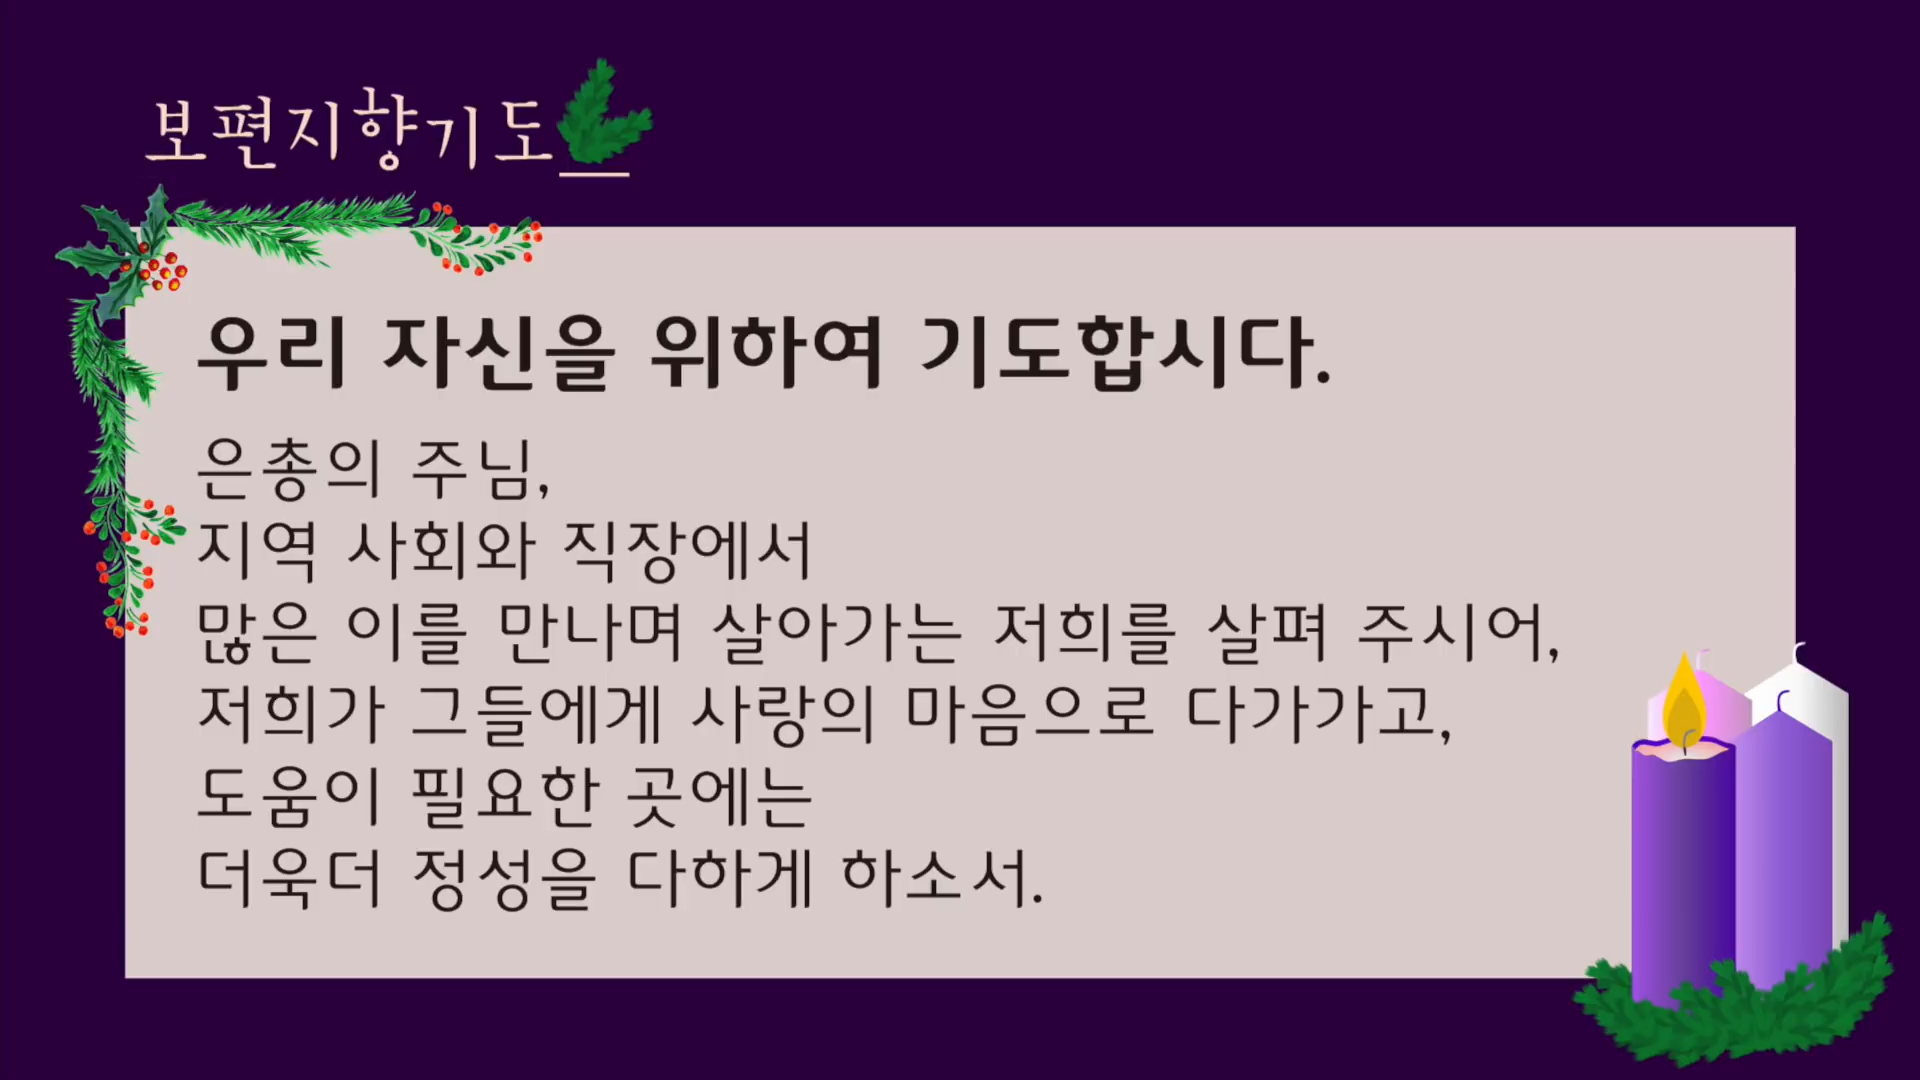 보편지향기도
우리 자신을 위하여 기도합시다.
은총의 주님,
지역 사회와 직장에서
많은 이를 만나며 살아가는 저희를 살펴 주시어,
저희가 그들에게 사랑의 마음으로 다가가고,
도움이 필요한 곳에는
더욱더 정성을 다하게 하소서.